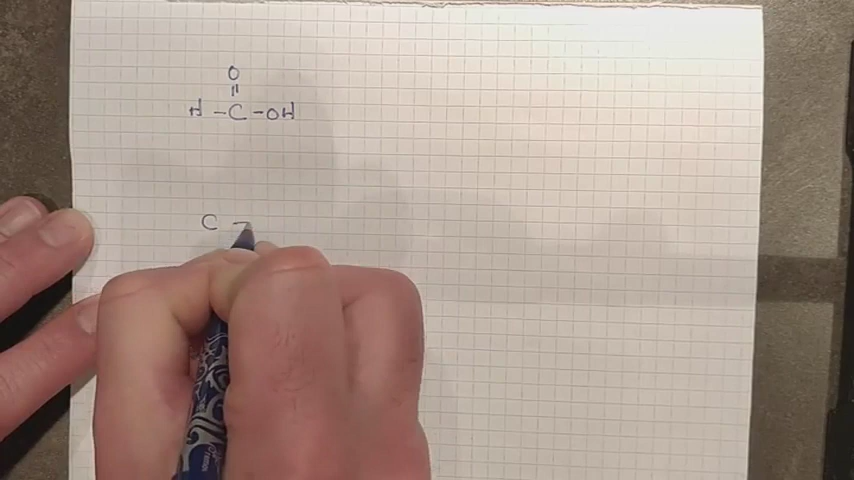 O
=
H - C - OH
C -